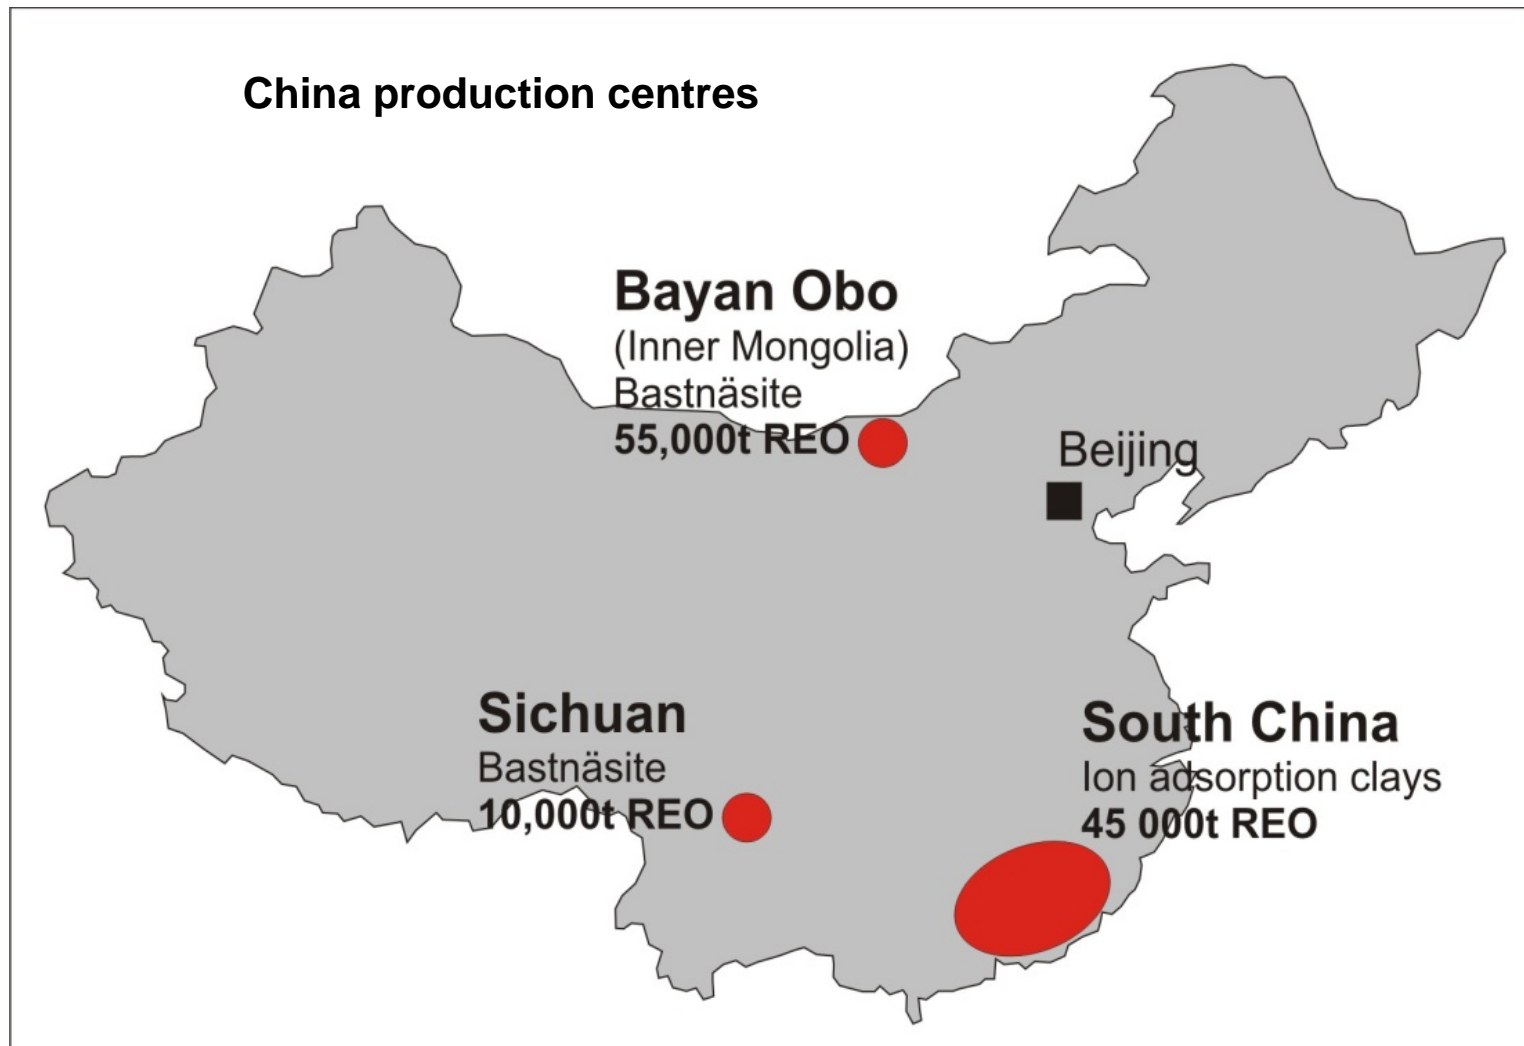 China production centres
Bayan Obo
(Inner Mongolia)
Bastnäsite
55,000t REO
Beijing
Sichuan
Bastnäsite
10,000t REO
South China
Ion adsorption clays
45 000t REO